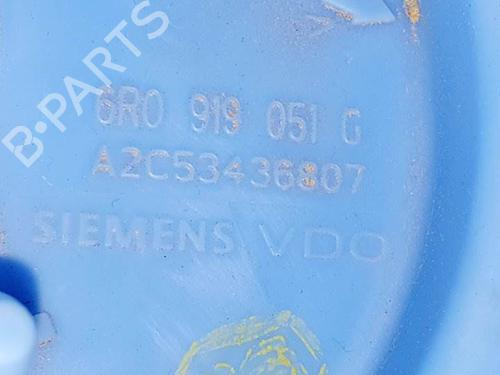 B-PARTS
6R0 919 051 G
A2C53436807
SIEMENS VDO